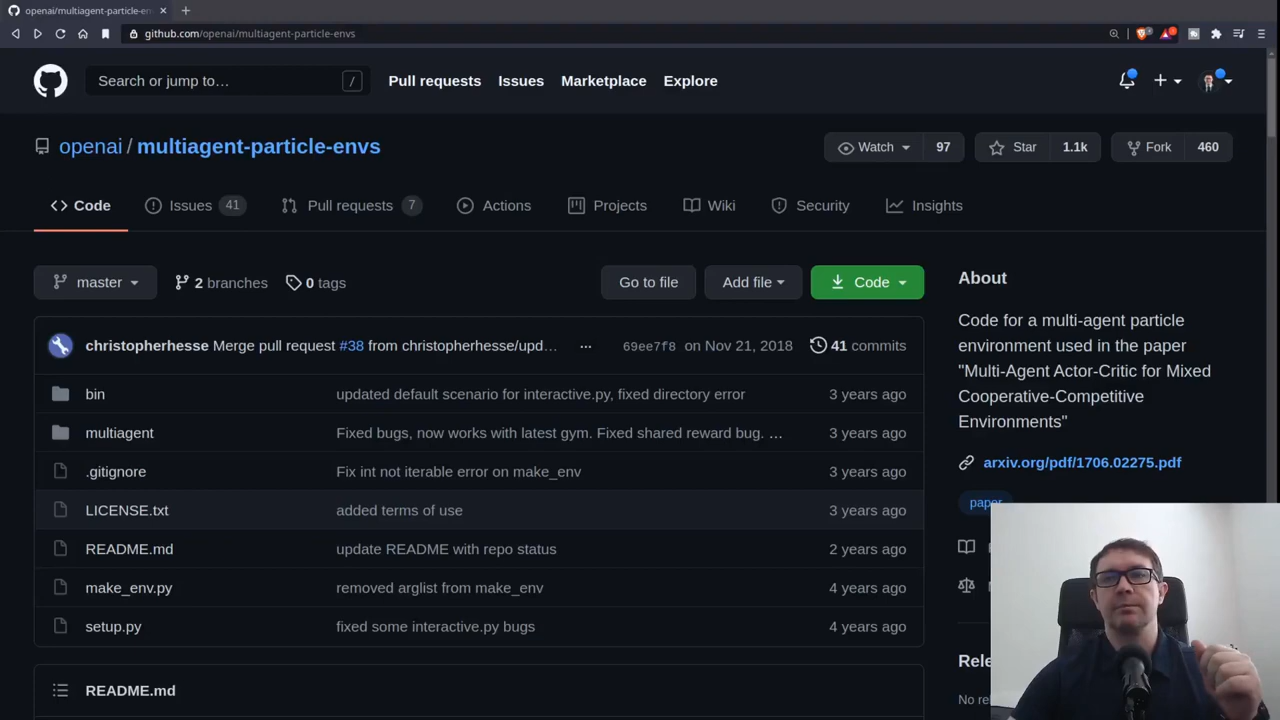 openai/multiagent-particle-en
github.com/openai/multiagent-particle-envs
Search or jump to… /
Pull requests Issues Marketplace Explore
openai / multiagent-particle-envs
Watch 97 Star 1.1k Fork 460
Code Issues 41 Pull requests 7 Actions Projects Wiki Security Insights
master 2 branches 0 tags Go to file Add file Code
christopherhesse Merge pull request #38 from christopherhesse/upd… ... 69ee7f8 on Nov 21, 2018 41 commits
bin updated default scenario for interactive.py, fixed directory error 3 years ago
multiagent Fixed bugs, now works with latest gym. Fixed shared reward bug. … 3 years ago
.gitignore Fix int not iterable error on make_env 3 years ago
LICENSE.txt added terms of use 3 years ago
README.md update README with repo status 2 years ago
make_env.py removed arglist from make_env 4 years ago
setup.py fixed some interactive.py bugs 4 years ago
README.md
About
Code for a multi-agent particle
environment used in the paper
"Multi-Agent Actor-Critic for Mixed
Cooperative-Competitive
Environments"
arxiv.org/pdf/1706.02275.pdf
paper
Rele
No rel